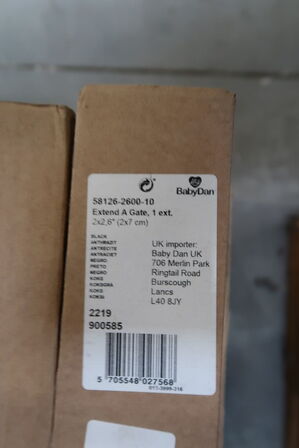 BabyDan
58126-2600-10
Extend A Gate, 1 ext.
2x2,6" (2x7 cm)
BLACK
ANTHRAZIT
ANTRECITE
ANTRACIET
NEGRO
PRETO
NEGRO
KOKS
KOKSGRÅ
KOKS
KOKSI
UK importer:
Baby Dan UK
706 Merlin Park
Ringtail Road
Burscough
Lancs
L40 8JY
2219
900585
5 705548 027568